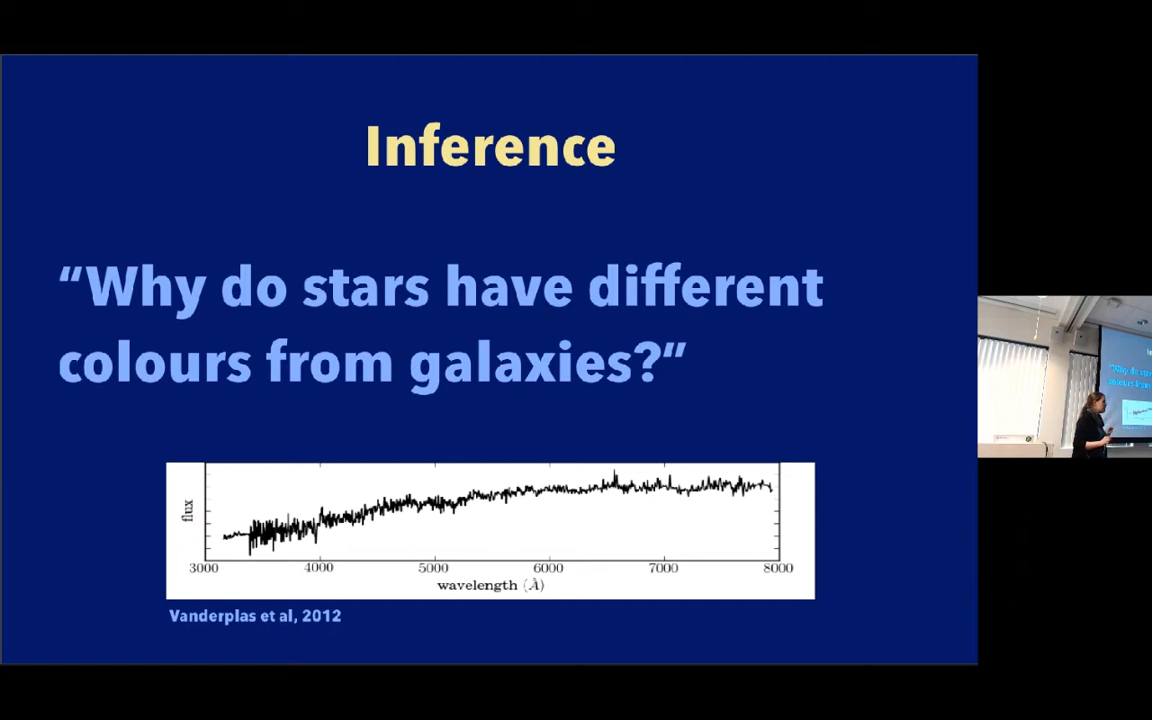 Inference
“Why do stars have different
colours from galaxies?”
flux
3000 4000 5000 6000 7000 8000
wavelength (Å)
Vanderplas et al, 2012